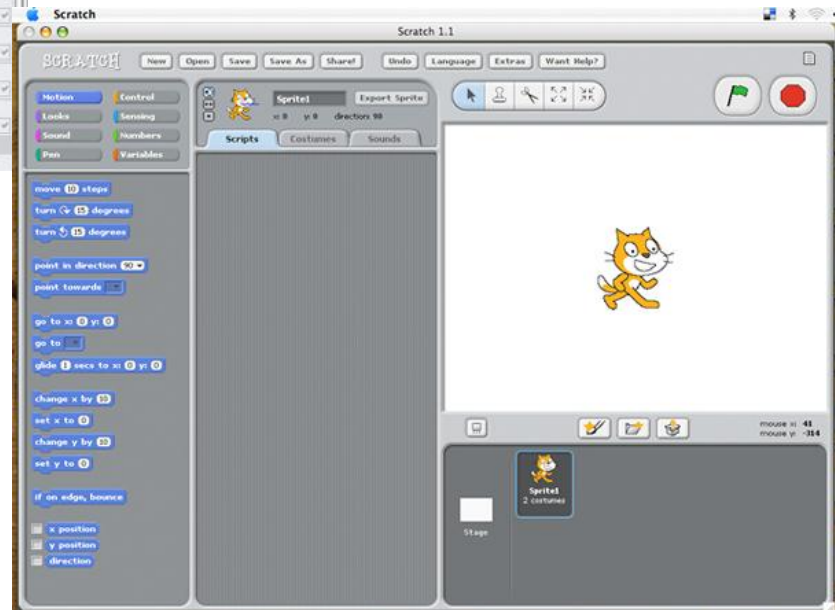 Scratch
Scratch 1.1
SCRATCH New Open Save Save As Share! Undo Language Extras Want Help?
Motion Control
Looks Sensing
Sound Numbers
Pen Variables
Sprite1 Export Sprite
x: 0 y: 0 direction: 90
Scripts Costumes Sounds
move 10 steps
turn 15 degrees
turn 15 degrees
point in direction 90
point towards
go to x: 0 y: 0
go to
glide 1 secs to x: 0 y: 0
change x by 10
set x to 0
change y by 10
set y to 0
if on edge, bounce
x position
y position
direction
mouse x: 41
mouse y: -314
Sprite1
2 costumes
Stage